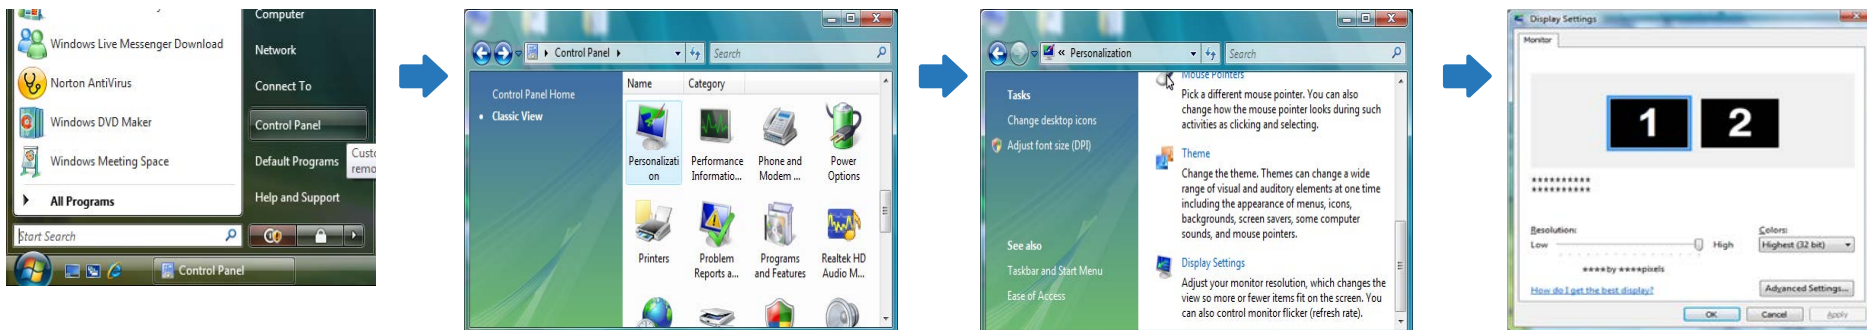 Computer
Windows Live Messenger Download
Network
Norton AntiVirus
Connect To
Windows DVD Maker
Control Panel
Windows Meeting Space
Default Programs
All Programs
Help and Support
Start Search
Control Panel
Control Panel
Search
Control Panel Home
Classic View
Name
Category
Personalizati
on
Performance
Informatio...
Phone and
Modem ...
Power
Options
Printers
Problem
Reports a...
Programs
and Features
Realtek HD
Audio M...
« Personalization
Search
Tasks
Change desktop icons
Adjust font size (DPI)
See also
Taskbar and Start Menu
Ease of Access
Mouse Pointers
Pick a different mouse pointer. You can also
change how the mouse pointer looks during such
activities as clicking and selecting.
Theme
Change the theme. Themes can change a wide
range of visual and auditory elements at one time
including the appearance of menus, icons,
backgrounds, screen savers, some computer
sounds, and mouse pointers.
Display Settings
Adjust your monitor resolution, which changes the
view so more or fewer items fit on the screen. You
can also control monitor flicker (refresh rate).
Display Settings
Monitor
1 2
**********
**********
Resolution:
Low
High
****by ****pixels
Colors:
Highest (32 bit)
How do I get the best display?
Advanced Settings...
OK
Cancel
Apply